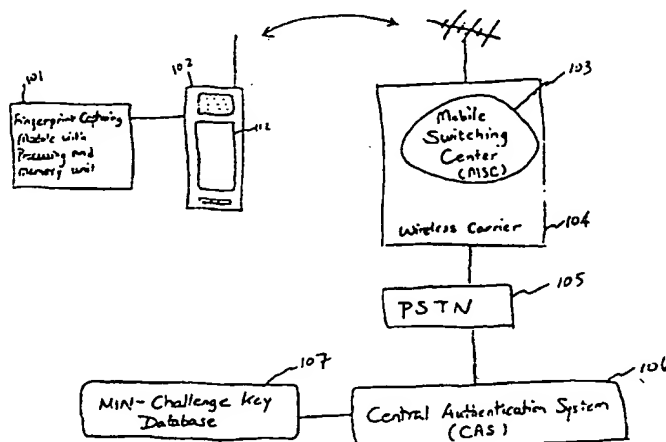 101
Fingerprint Capturing
Module with
Processing and
memory unit
102
112
103
Mobile
Switching
Center
(MSC)
Wireless Carrier
104
PSTN
105
106
107
MIN-Challenge Key
Database
Central Authentication System
(CAS)